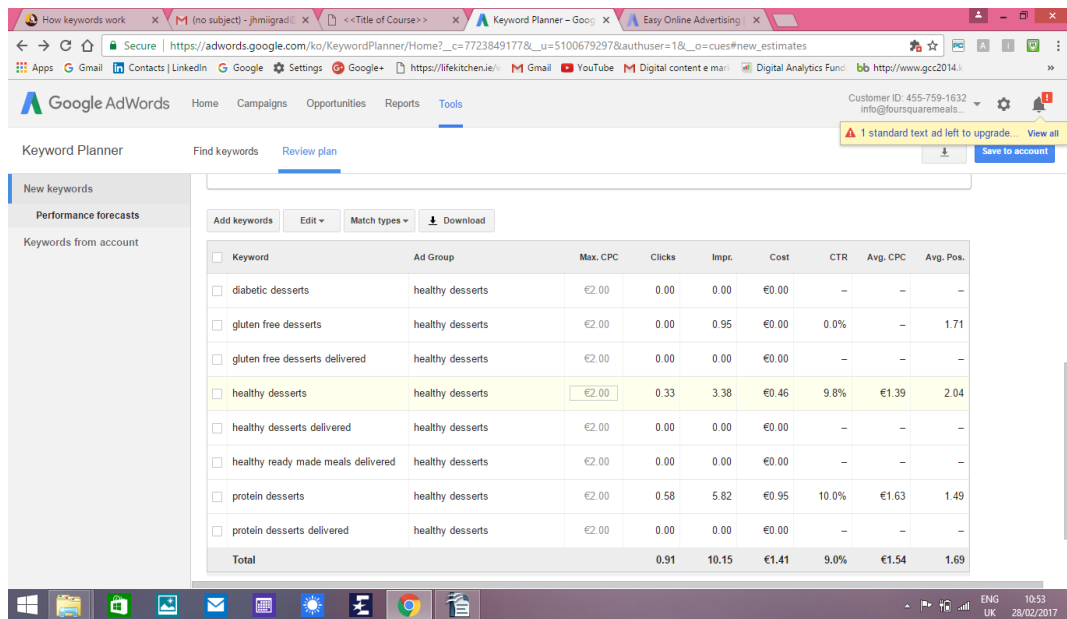 How keywords work
(no subject) - jhmiigrad
<<Title of Course>>
Keyword Planner – Goog
Easy Online Advertising
Secure
https://adwords.google.com/ko/KeywordPlanner/Home?__c=7723849177&__u=5100679297&authuser=1&__o=cues#new_estimates
Apps Gmail Contacts | LinkedIn Google Settings Google+ https://lifekitchen.ie/ Gmail YouTube Digital content e mar Digital Analytics Fund http://www.gcc2014. »
Google AdWords Home Campaigns Opportunities Reports Tools
Customer ID: 455-759-1632
info@foursquaremeals...
1 standard text ad left to upgrade... View all
Keyword Planner Find keywords Review plan Save to account
New keywords
Performance forecasts
Keywords from account
Add keywords Edit Match types Download
Keyword Ad Group Max. CPC Clicks Impr. Cost CTR Avg. CPC Avg. Pos.
diabetic desserts healthy desserts €2.00 0.00 0.00 €0.00 – – –
gluten free desserts healthy desserts €2.00 0.00 0.95 €0.00 0.0% – 1.71
gluten free desserts delivered healthy desserts €2.00 0.00 0.00 €0.00 – – –
healthy desserts healthy desserts €2.00 0.33 3.38 €0.46 9.8% €1.39 2.04
healthy desserts delivered healthy desserts €2.00 0.00 0.00 €0.00 – – –
healthy ready made meals delivered healthy desserts €2.00 0.00 0.00 €0.00 – – –
protein desserts healthy desserts €2.00 0.58 5.82 €0.95 10.0% €1.63 1.49
protein desserts delivered healthy desserts €2.00 0.00 0.00 €0.00 – – –
Total 0.91 10.15 €1.41 9.0% €1.54 1.69
ENG 10:53
UK 28/02/2017